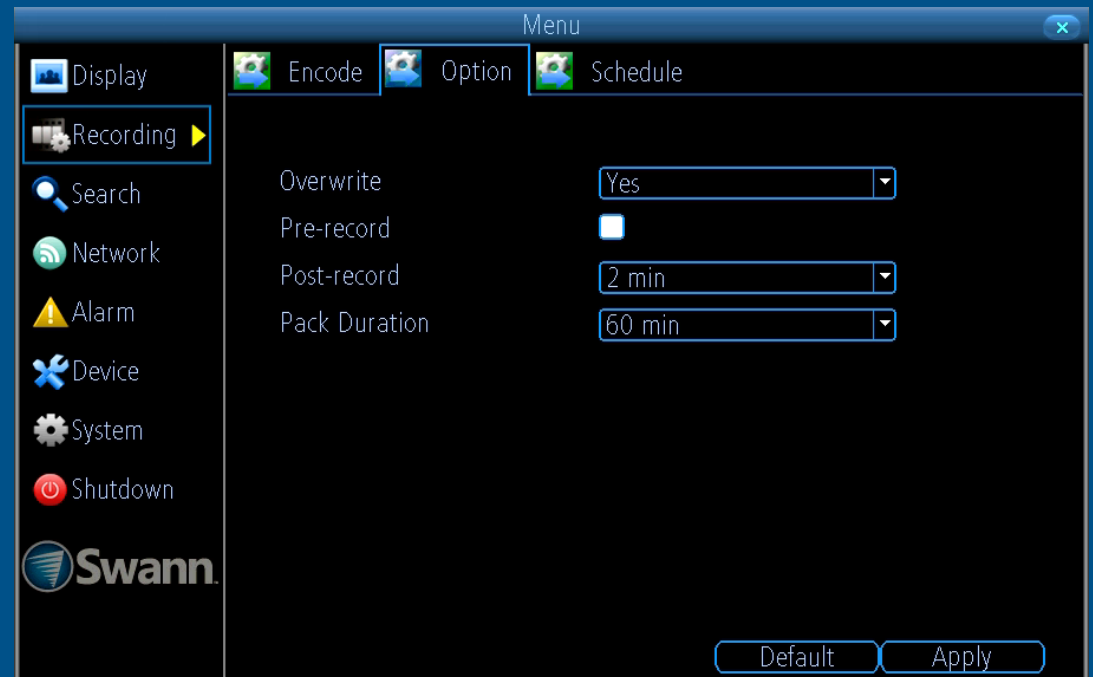 Menu
Display
Recording
Search
Network
Alarm
Device
System
Shutdown
Swann
Encode Option Schedule
Overwrite Yes
Pre-record
Post-record 2 min
Pack Duration 60 min
Default Apply